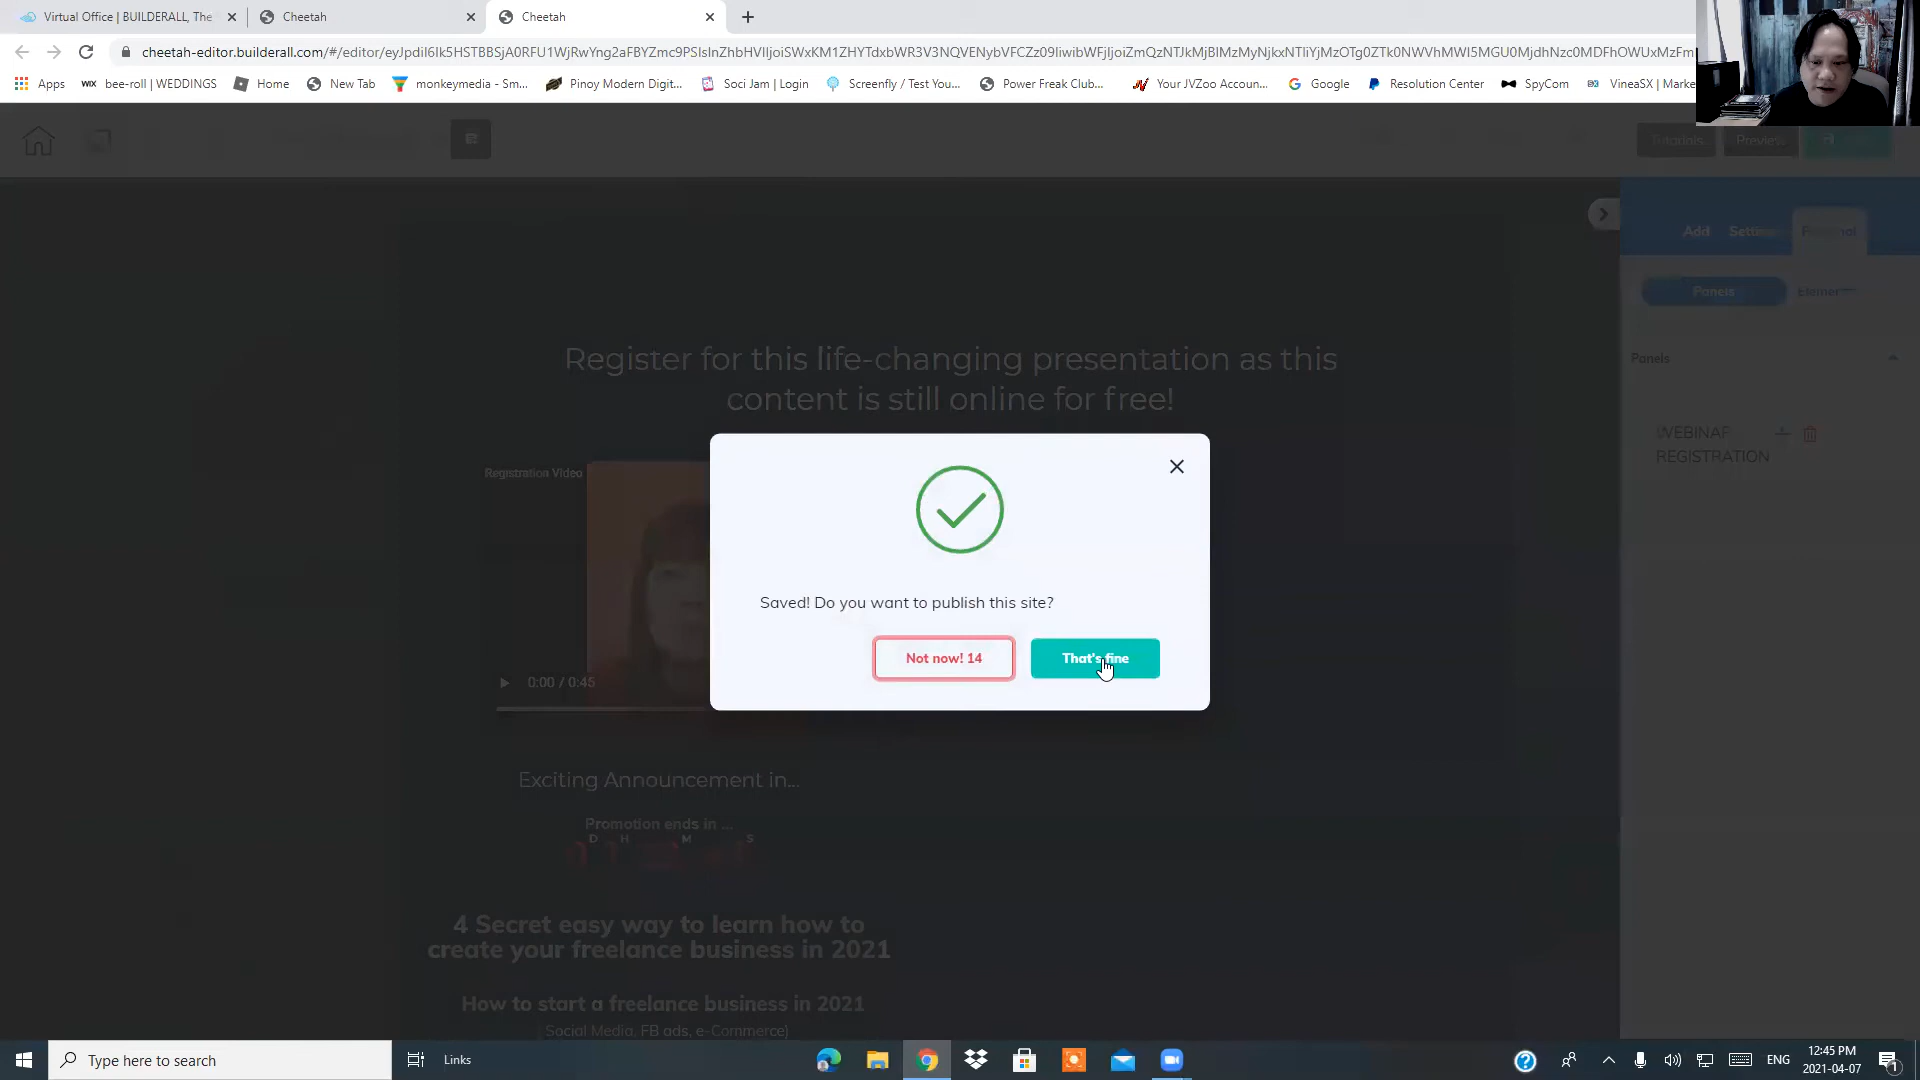 Virtual Office | BUILDERALL, The
Cheetah
Cheetah
cheetah-editor.builderall.com/#/editor/
Apps
WIX bee-roll | WEDDINGS
Home
New Tab
monkeymedia - Sm...
Pinoy Modern Digit...
Soci Jam | Login
Screenfly / Test You...
Power Freak Club...
Your JVZoo Accoun...
Google
Resolution Center
SpyCom
VineaSX | Marke
Tutorials
Preview
Add
Panels
Panels
WEBINAR
REGISTRATION
Register for this life-changing presentation as this
content is still online for free!
Registration Video
0:00 / 0:45
Saved! Do you want to publish this site?
Not now! 14
That's fine
Exciting Announcement in...
Promotion ends in ...
D H M S
4 Secret easy way to learn how to
create your freelance business in 2021
How to start a freelance business in 2021
Social Media, FB ads, e-Commerce)
Type here to search
Links
ENG
12:45 PM
2021-04-07
1